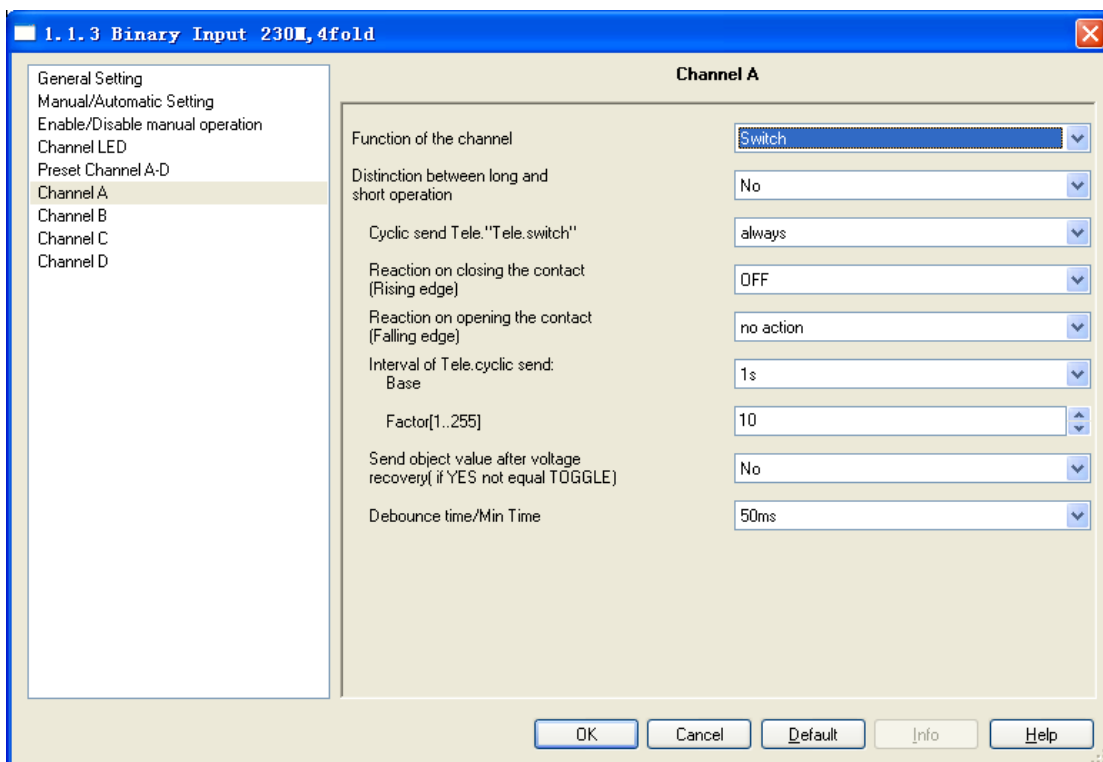 1.1.3 Binary Input 230M,4fold
General Setting
Manual/Automatic Setting
Enable/Disable manual operation
Channel LED
Preset Channel A-D
Channel A
Channel B
Channel C
Channel D
Channel A
Function of the channel
Switch
Distinction between long and
short operation
No
Cyclic send Tele."Tele.switch"
always
Reaction on closing the contact
(Rising edge)
OFF
Reaction on opening the contact
(Falling edge)
no action
Interval of Tele.cyclic send:
Base
1s
Factor[1..255]
10
Send object value after voltage
recovery( if YES not equal TOGGLE)
No
Debounce time/Min Time
50ms
OK
Cancel
Default
Info
Help